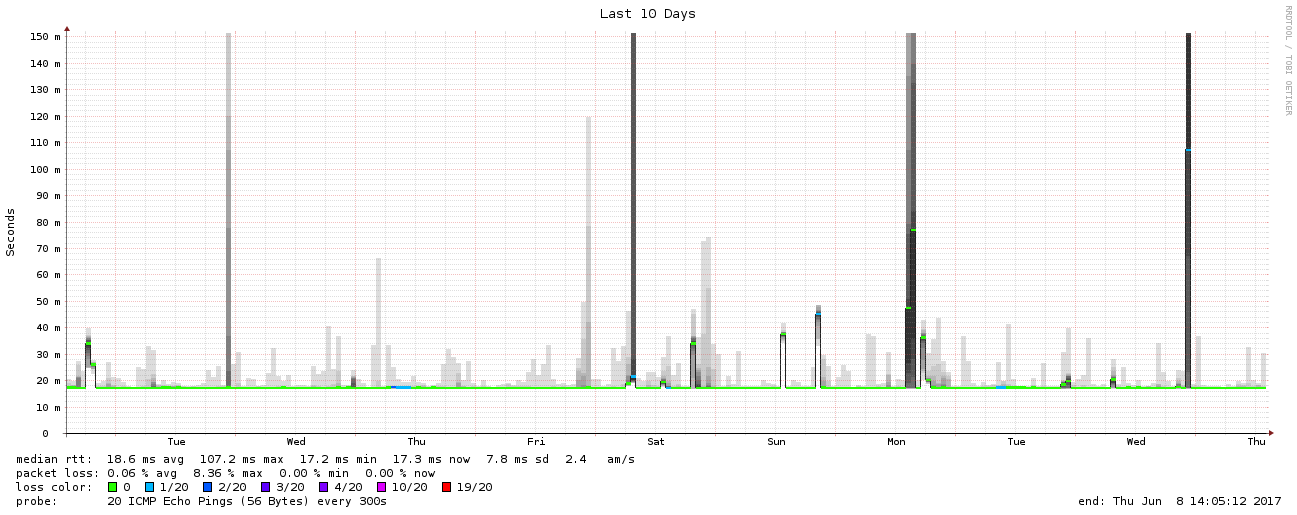 Last 10 Days
RRDTOOL / TOBI OETIKER
Seconds
150 m
140 m
130 m
120 m
110 m
100 m
90 m
80 m
70 m
60 m
50 m
40 m
30 m
20 m
10 m
0
Tue Wed Thu Fri Sat Sun Mon Tue Wed Thu
median rtt: 18.6 ms avg 107.2 ms max 17.2 ms min 17.3 ms now 7.8 ms sd 2.4 am/s
packet loss: 0.06 % avg 8.36 % max 0.00 % min 0.00 % now
loss color: 0 1/20 2/20 3/20 4/20 10/20 19/20
probe: 20 ICMP Echo Pings (56 Bytes) every 300s end: Thu Jun 8 14:05:12 2017